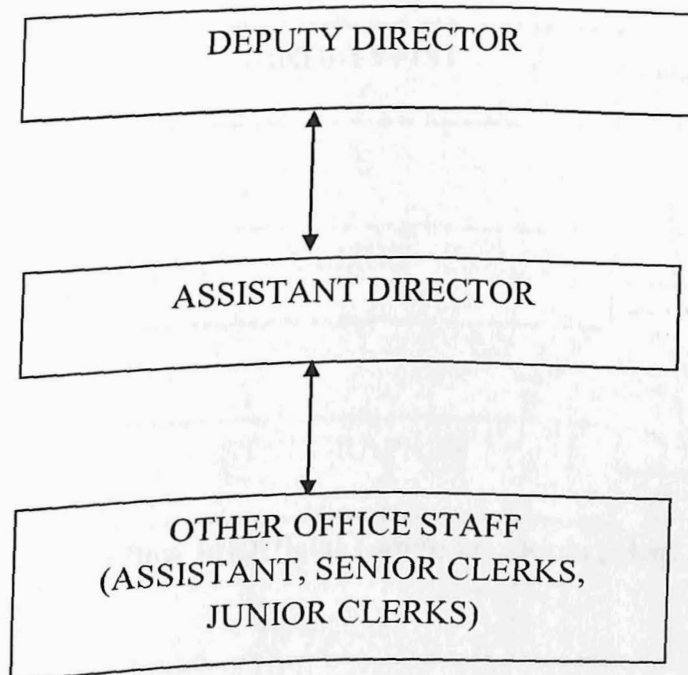 DEPUTY DIRECTOR
ASSISTANT DIRECTOR
OTHER OFFICE STAFF
(ASSISTANT, SENIOR CLERKS,
JUNIOR CLERKS)